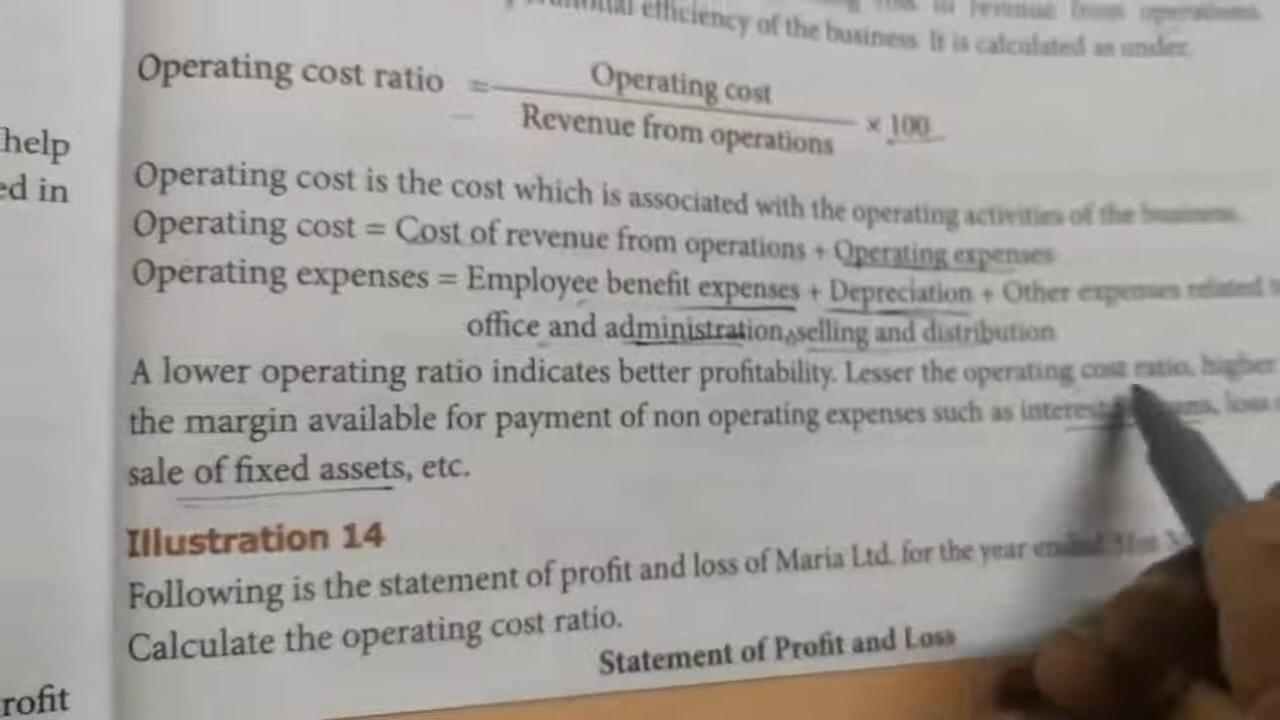 efficiency of the business. It is calculated as under.
Operating cost ratio = Operating cost
Revenue from operations
× 100
help
ed in
Operating cost is the cost which is associated with the operating activities of the business.
Operating cost = Cost of revenue from operations + Operating expenses
Operating expenses = Employee benefit expenses + Depreciation + Other expenses related
office and administration, selling and distribution
A lower operating ratio indicates better profitability. Lesser the operating cost ratio, higher
the margin available for payment of non operating expenses such as interest loss
sale of fixed assets, etc.
Illustration 14
Following is the statement of profit and loss of Maria Ltd. for the year ended
Calculate the operating cost ratio.
Statement of Profit and Loss
rofit